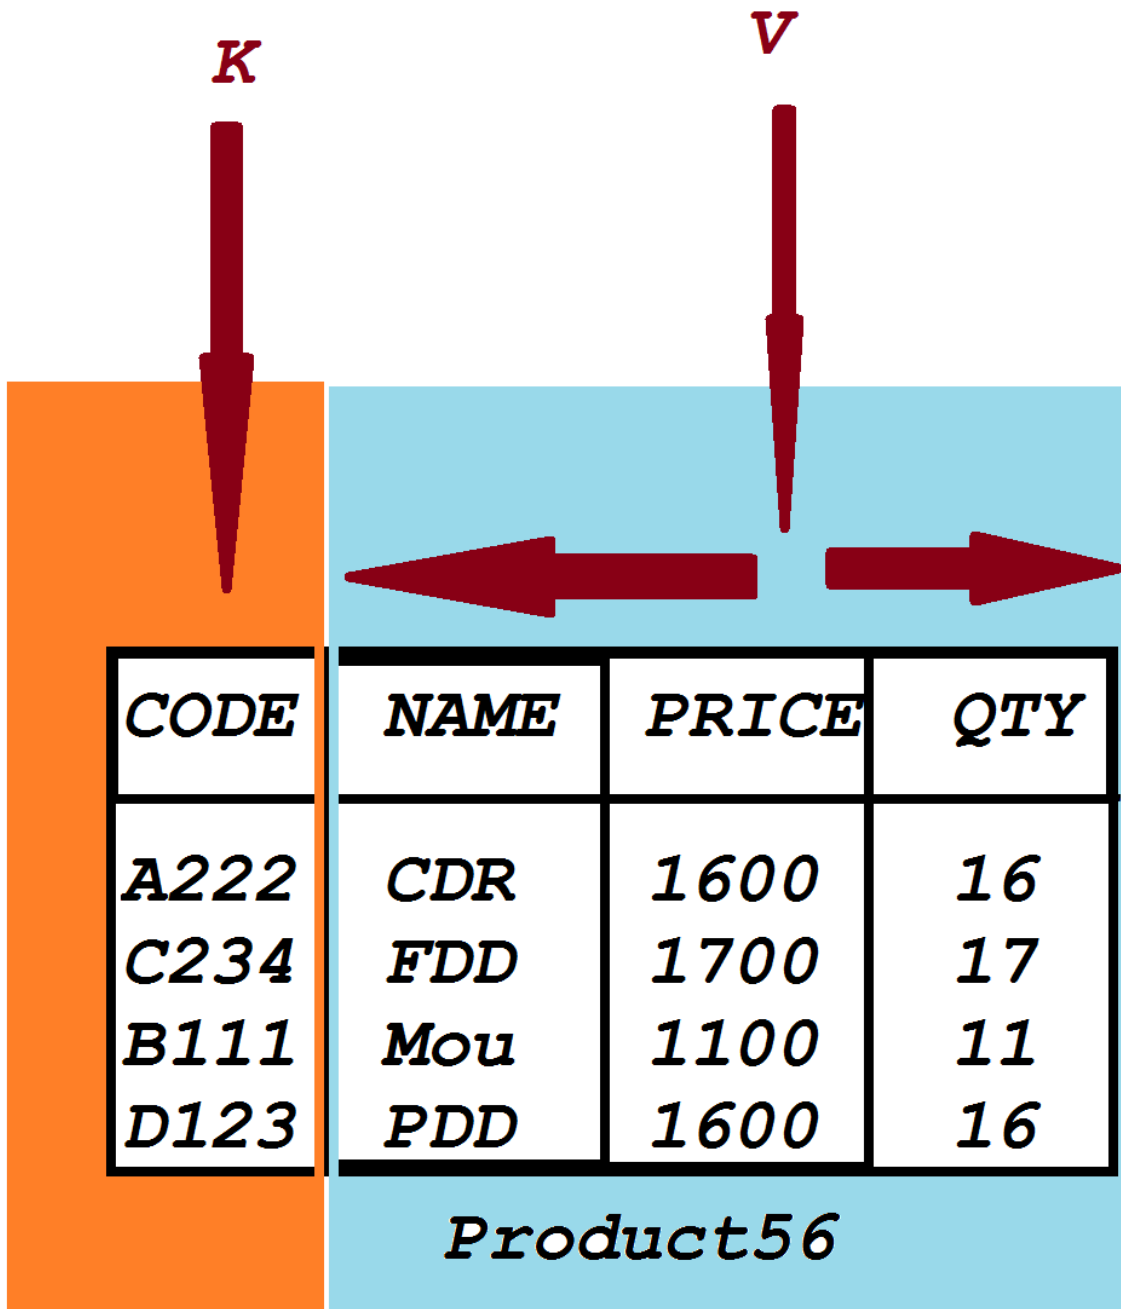 K V
CODE NAME PRICE QTY
A222 CDR 1600 16
C234 FDD 1700 17
B111 Mou 1100 11
D123 PDD 1600 16
Product56